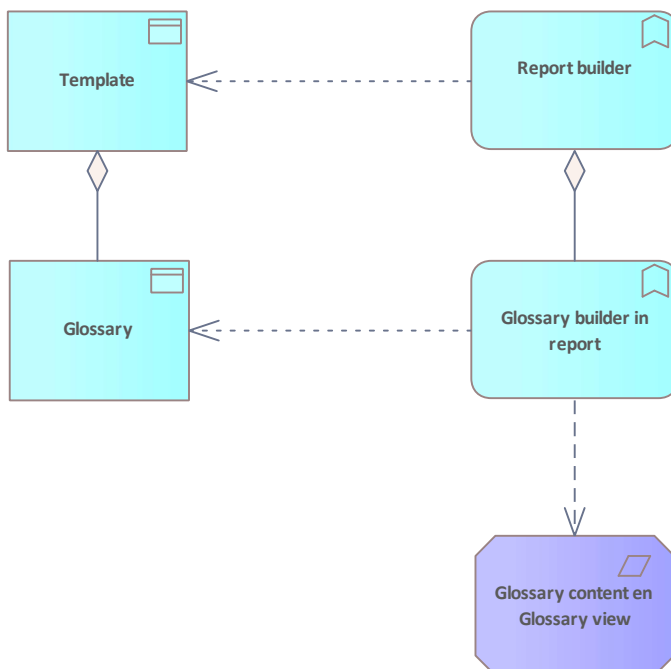 Template
Report builder
Glossary
Glossary builder in
report
Glossary content en
Glossary view